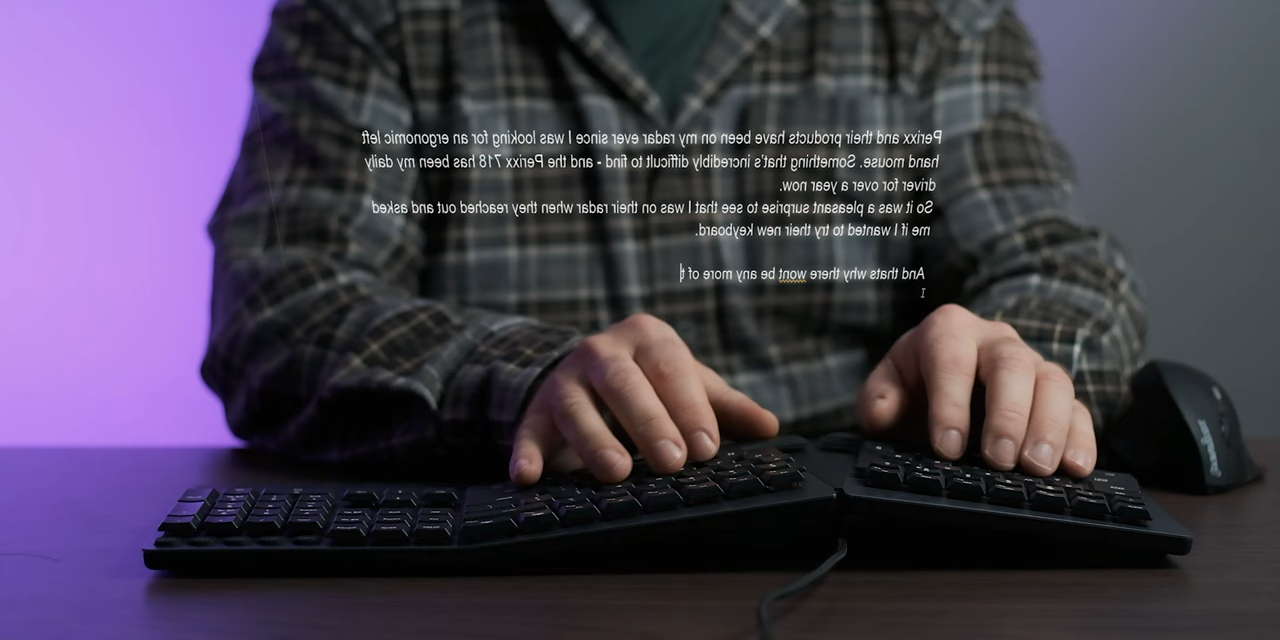 Perixx and their products have been on my radar ever since I was looking for an ergonomic left
hand mouse. Something that's incredibly difficult to find - and the Perixx 718 has been my daily
driver for over a year now.
So it was a pleasant surprise to see that I was on their radar when they reached out and asked
me if I wanted to try their new keyboard.
And thats why there wont be any more of t